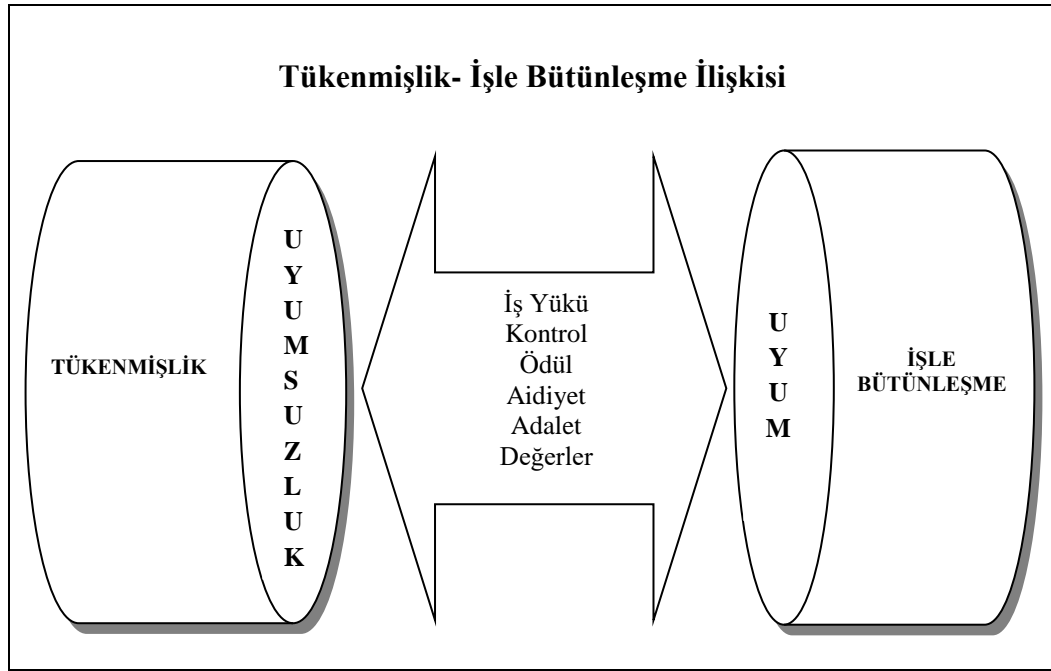 Tükenmişlik- İşle Bütünleşme İlişkisi
TÜKENMİŞLİK
U
Y
U
M
S
U
Z
L
U
K
İş Yükü
Kontrol
Ödül
Aidiyet
Adalet
Değerler
U
Y
U
M
İŞLE
BÜTÜNLEŞME